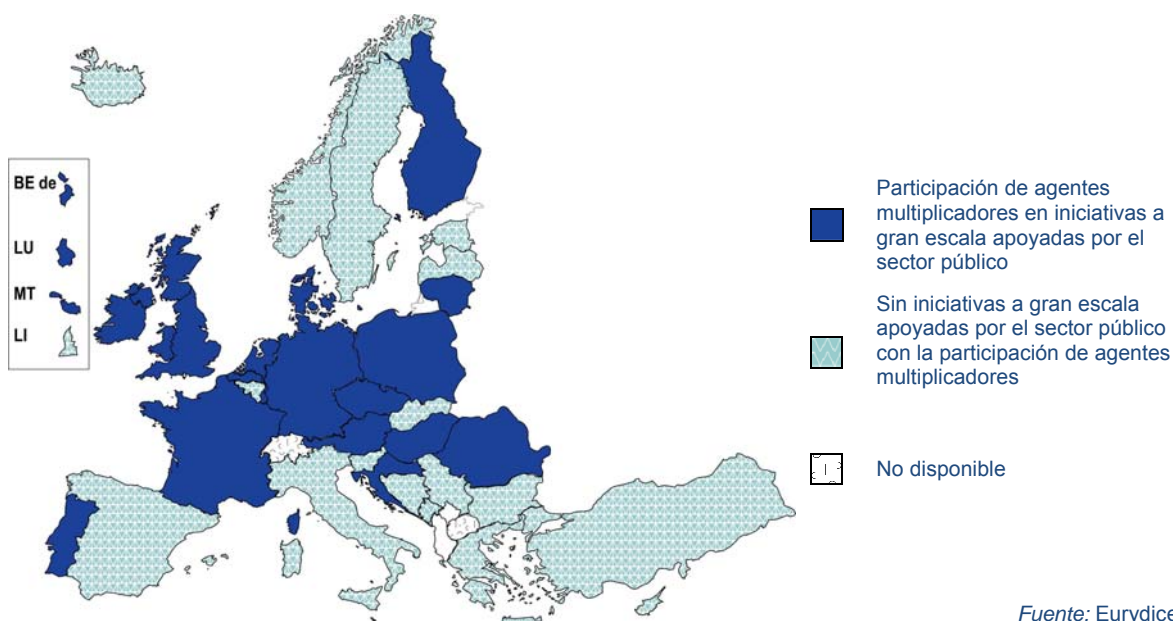 BE de
LU
MT
LI
Participación de agentes
multiplicadores en iniciativas a
gran escala apoyadas por el
sector público
Sin iniciativas a gran escala
apoyadas por el sector público
con la participación de agentes
multiplicadores
No disponible
Fuente: Eurydice